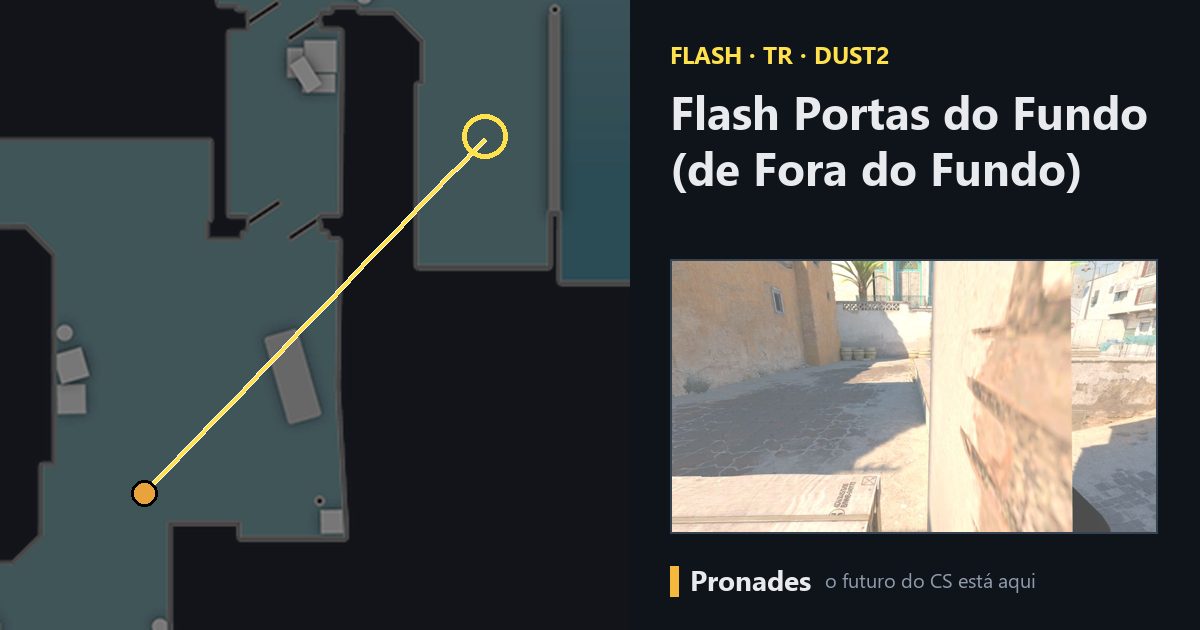 FLASH · TR · DUST2
Flash Portas do Fundo
(de Fora do Fundo)
Pronades o futuro do CS está aqui